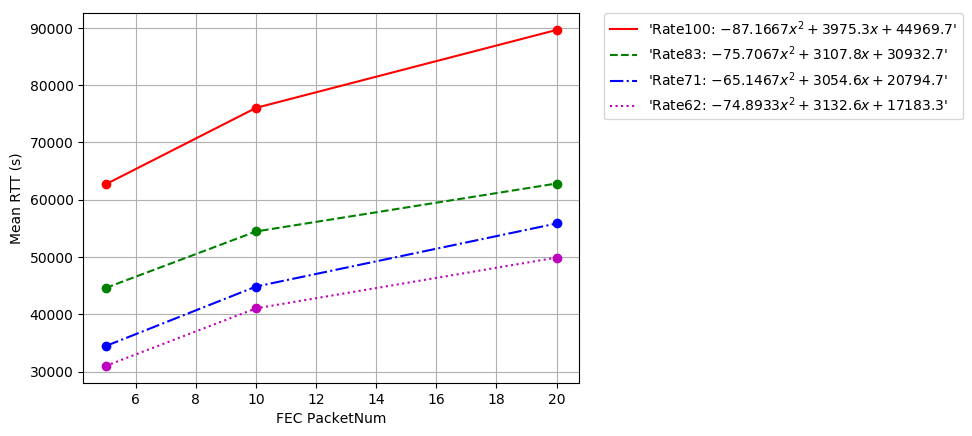 90000
80000
70000
60000
50000
40000
30000
Mean RTT (s)
6 8 10 12 14 16 18 20
FEC PacketNum
'Rate100: −87.1667x² + 3975.3x + 44969.7'
'Rate83: −75.7067x² + 3107.8x + 30932.7'
'Rate71: −65.1467x² + 3054.6x + 20794.7'
'Rate62: −74.8933x² + 3132.6x + 17183.3'